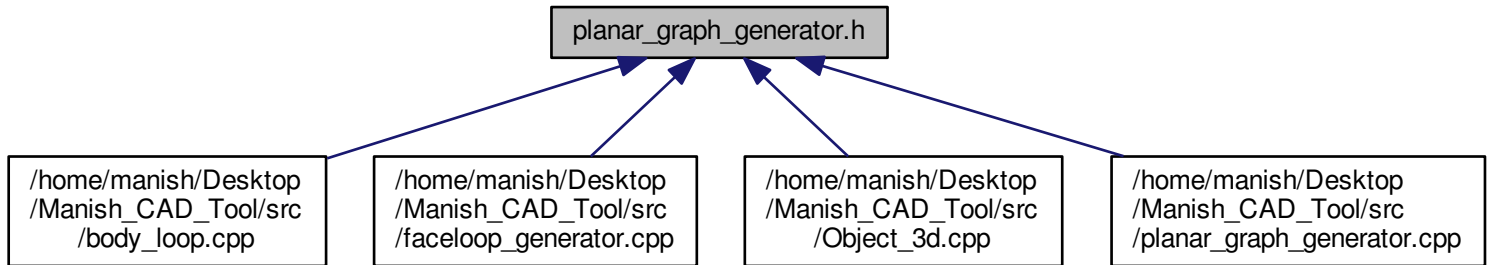 planar_graph_generator.h
/home/manish/Desktop
/Manish_CAD_Tool/src
/body_loop.cpp
/home/manish/Desktop
/Manish_CAD_Tool/src
/faceloop_generator.cpp
/home/manish/Desktop
/Manish_CAD_Tool/src
/Object_3d.cpp
/home/manish/Desktop
/Manish_CAD_Tool/src
/planar_graph_generator.cpp